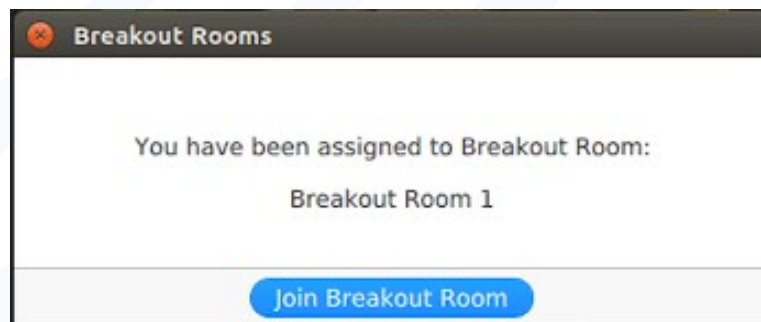 Breakout Rooms
You have been assigned to Breakout Room:
Breakout Room 1
Join Breakout Room